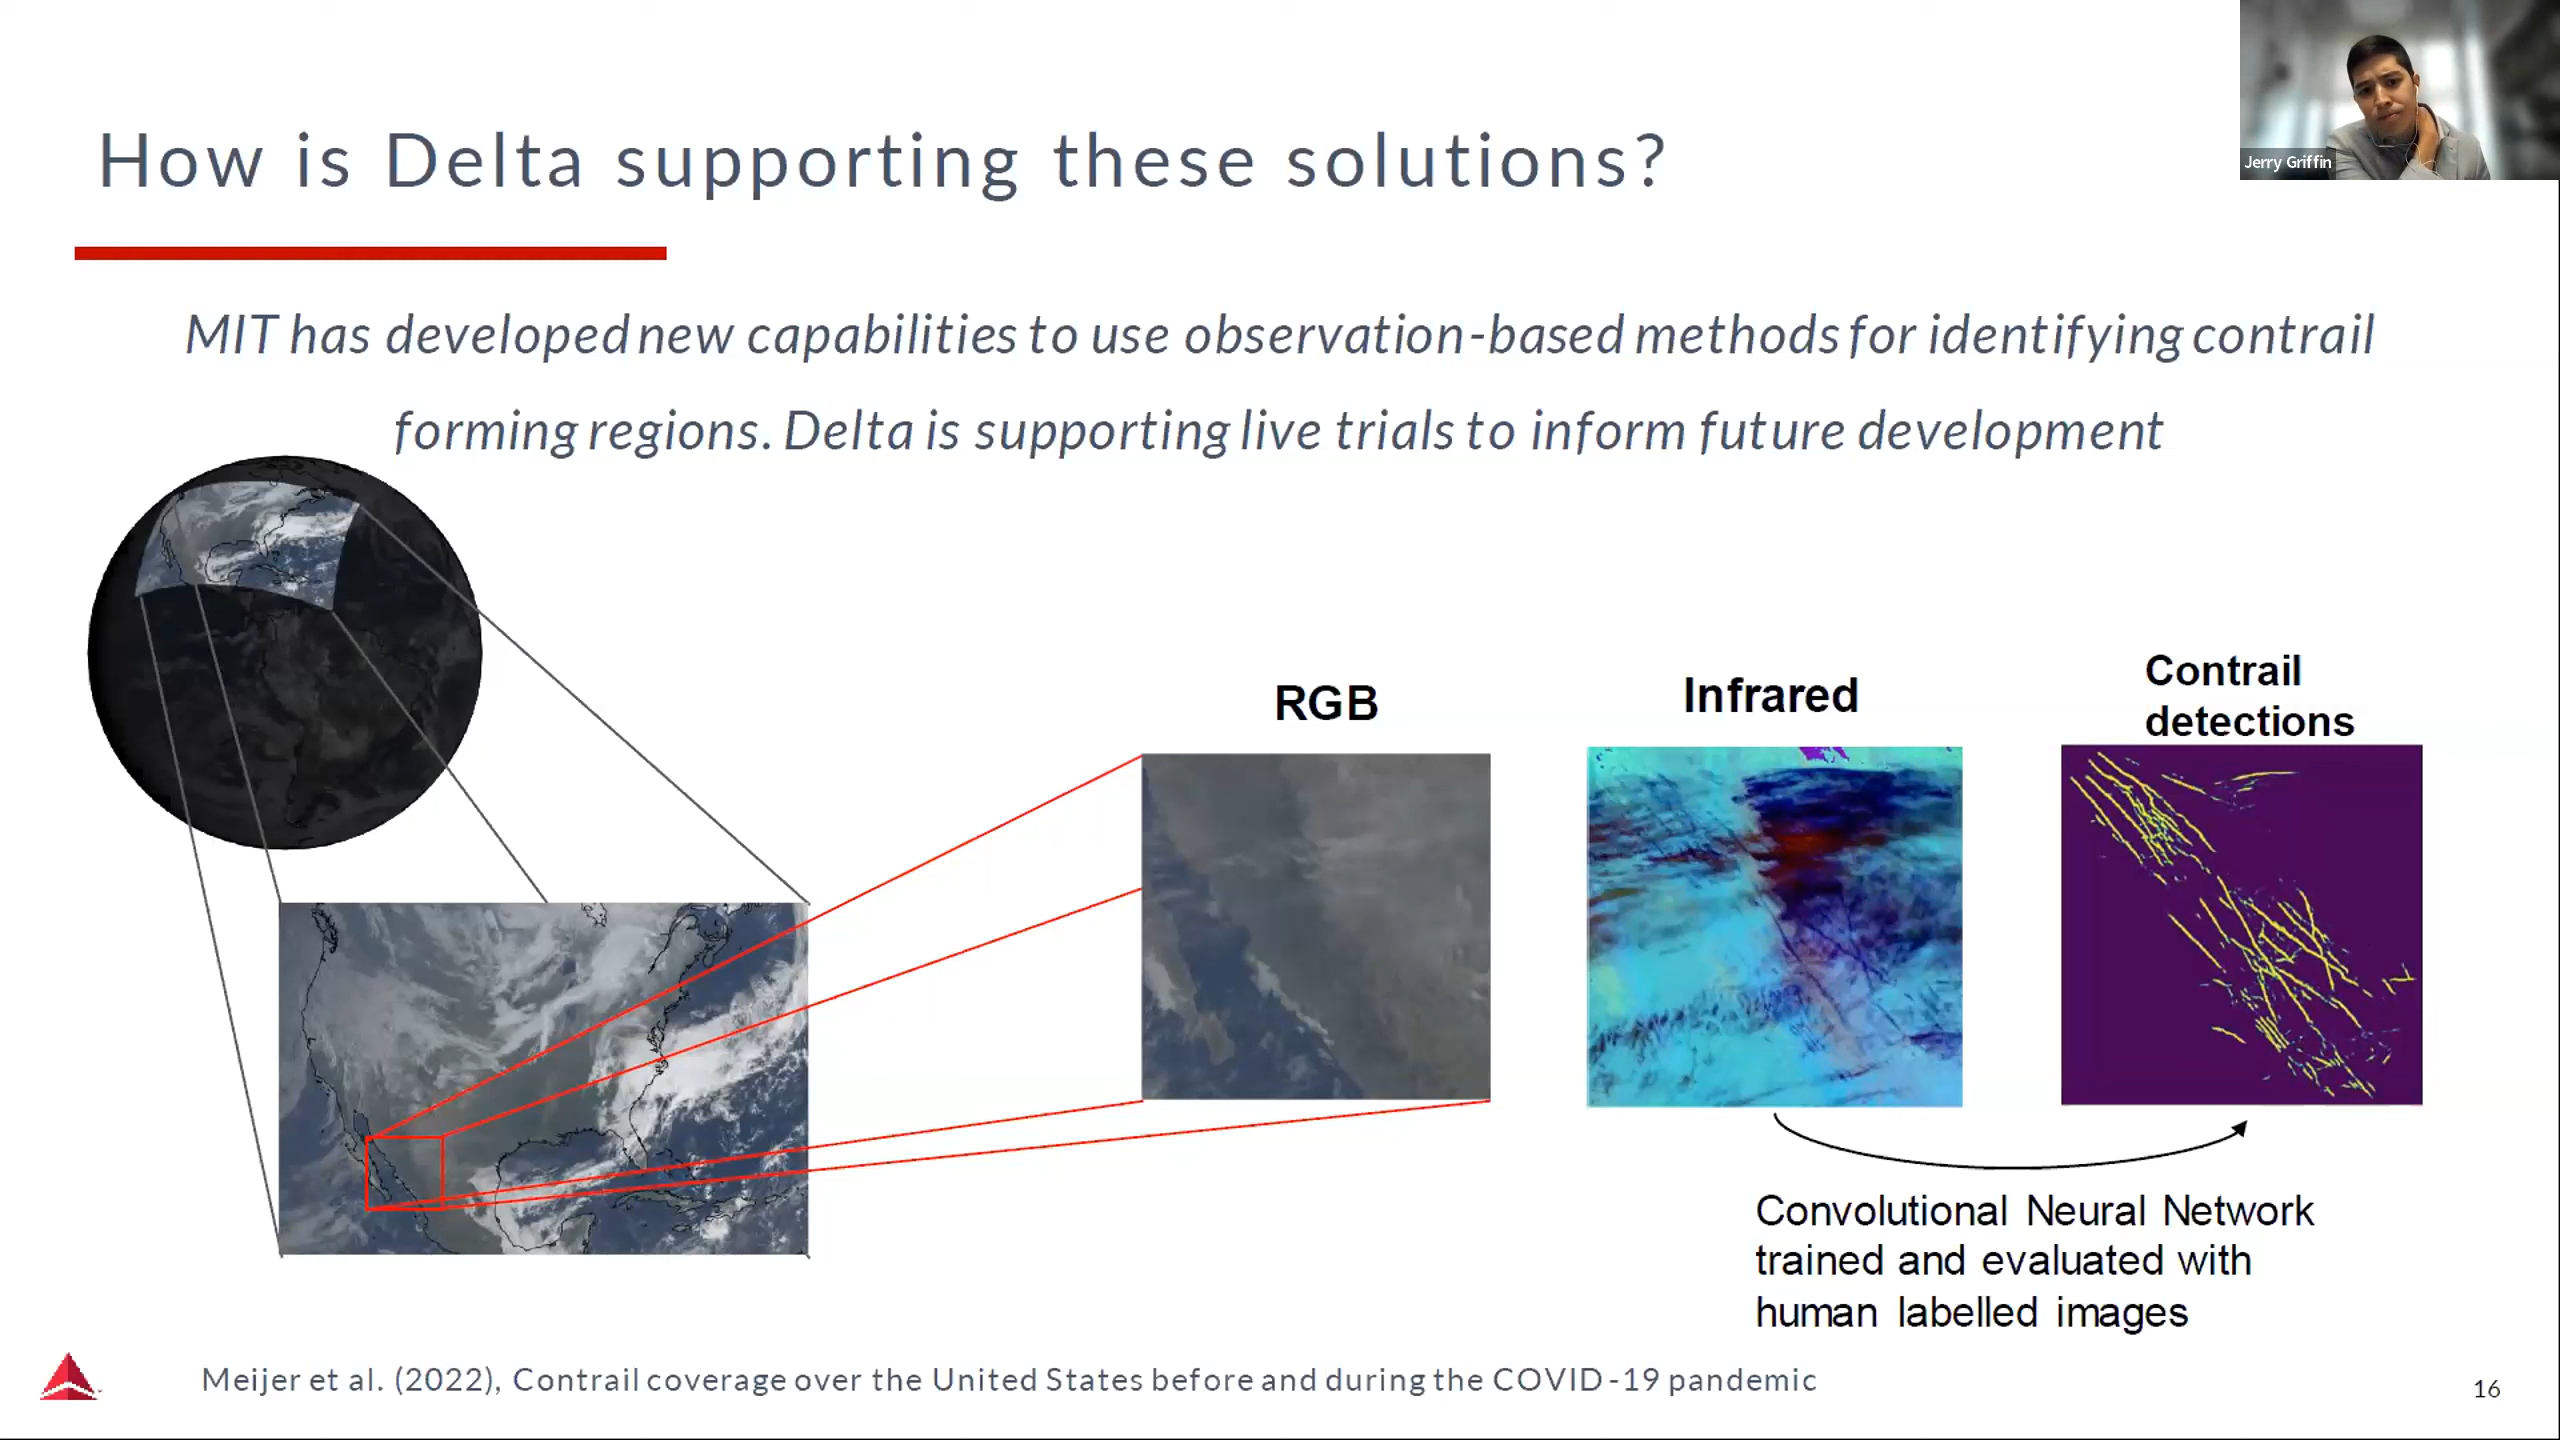 How is Delta supporting these solutions?
Jerry Griffin
MIT has developed new capabilities to use observation-based methods for identifying contrail
forming regions. Delta is supporting live trials to inform future development
RGB
Infrared
Contrail
detections
Convolutional Neural Network
trained and evaluated with
human labelled images
Meijer et al. (2022), Contrail coverage over the United States before and during the COVID-19 pandemic
16